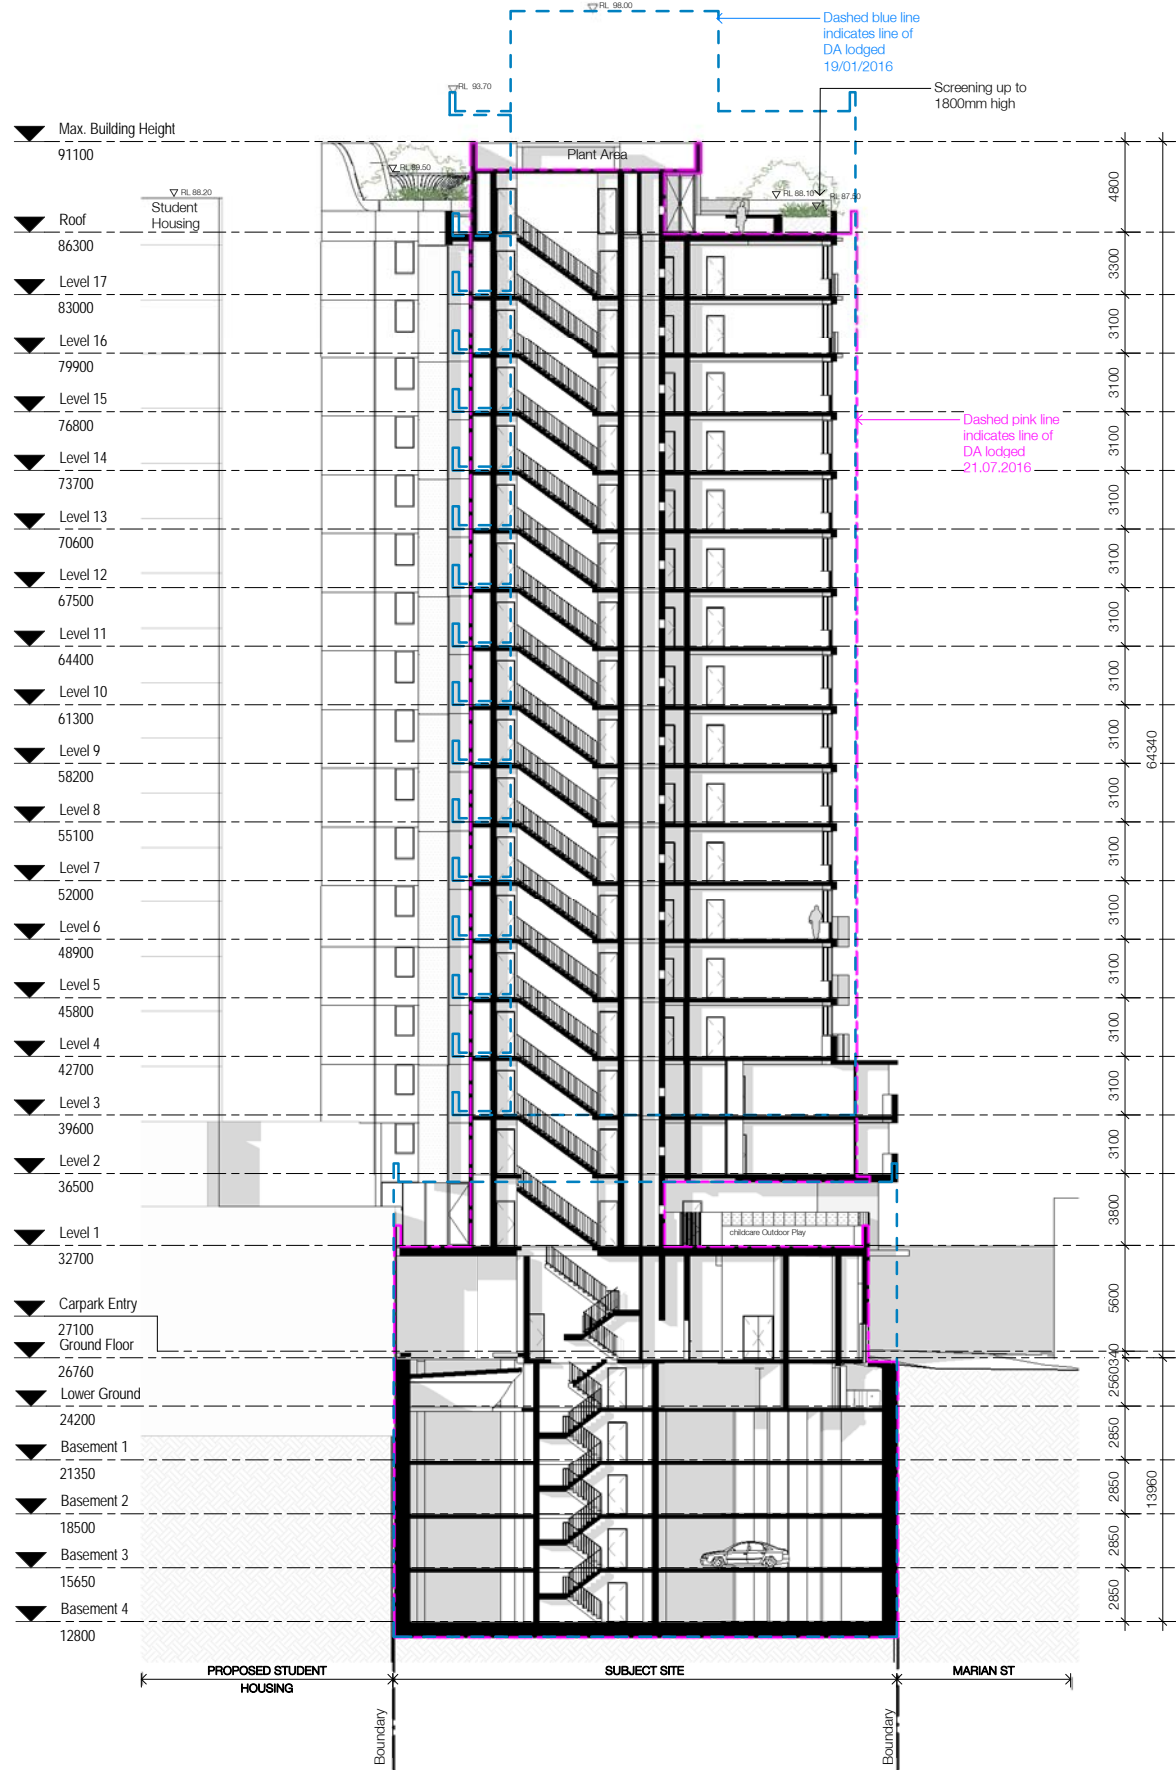 RL 98.00
Dashed blue line
indicates line of
DA lodged
19/01/2016
RL 93.70
Screening up to
1800mm high
Max. Building Height
91100
Plant Area
RL 89.50
RL 88.20
RL 88.10
RL 87.50
Student
Housing
4800
Roof
86300
3300
Level 17
83000
3100
Level 16
79900
3100
Level 15
76800
3100
Dashed pink line
indicates line of
DA lodged
21.07.2016
Level 14
73700
3100
Level 13
70600
3100
Level 12
67500
3100
Level 11
64400
3100
Level 10
61300
3100
64340
Level 9
58200
3100
Level 8
55100
3100
Level 7
52000
3100
Level 6
48900
3100
Level 5
45800
3100
Level 4
42700
3100
Level 3
39600
3100
Level 2
36500
3800
childcare Outdoor Play
Level 1
32700
5600
Carpark Entry
27100
340
Ground Floor
26760
2560
Lower Ground
24200
2850
Basement 1
21350
2850
13960
Basement 2
18500
2850
Basement 3
15650
2850
Basement 4
12800
PROPOSED STUDENT
HOUSING
SUBJECT SITE
MARIAN ST
Boundary
Boundary